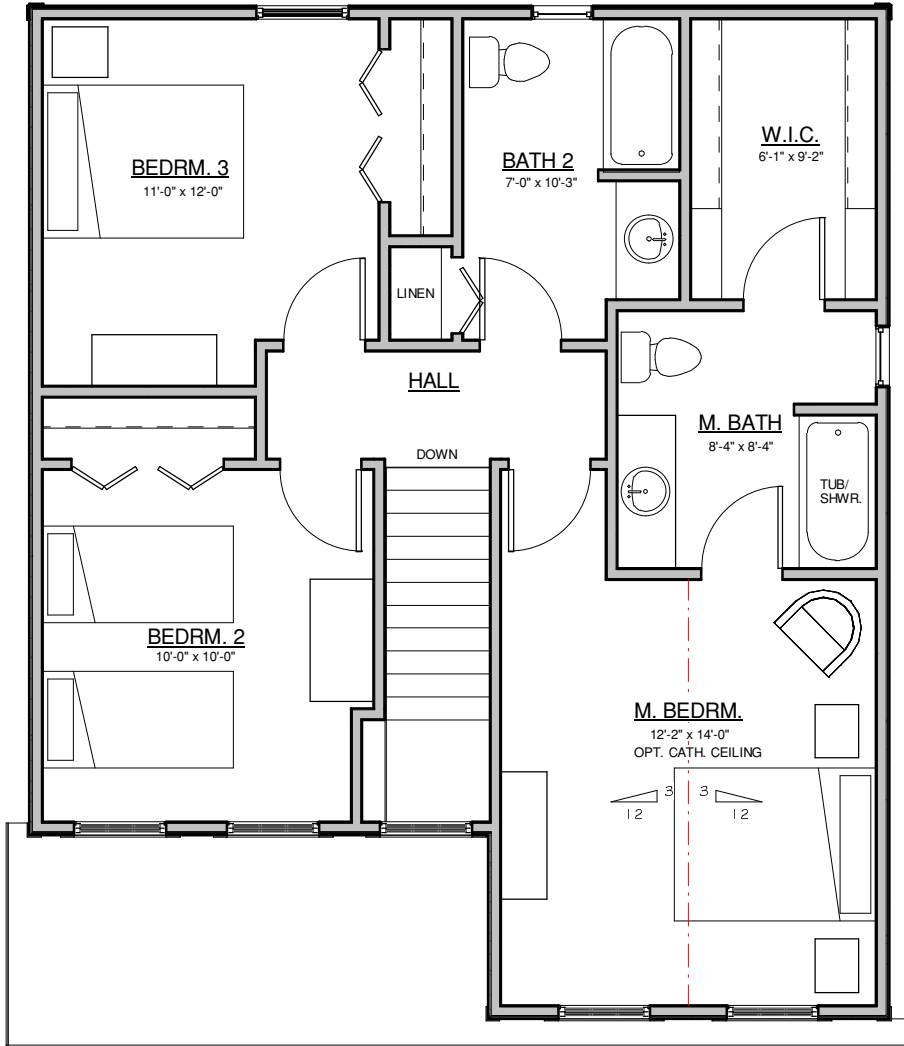 BEDRM. 3
11'-0" x 12'-0"
BATH 2
7'-0" x 10'-3"
W.I.C.
6'-1" x 9'-2"
LINEN
HALL
DOWN
M. BATH
8'-4" x 8'-4"
TUB/
SHWR.
BEDRM. 2
10'-0" x 10'-0"
M. BEDRM.
12'-2" x 14'-0"
OPT. CATH. CEILING
3
12
3
12